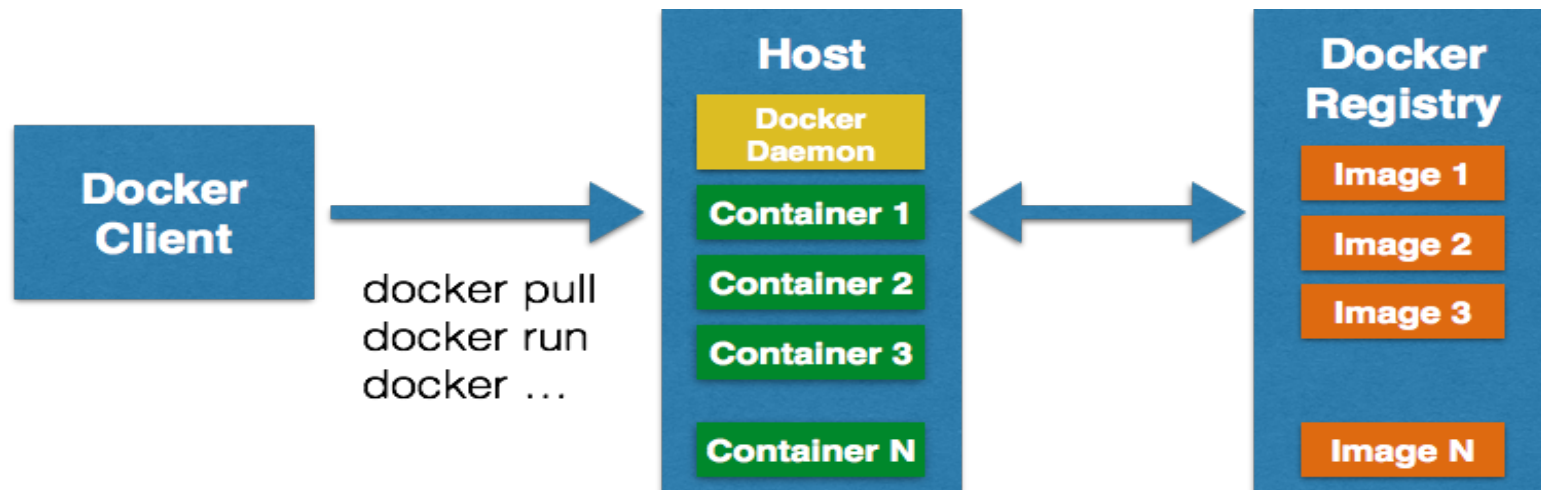 Docker
Client
docker pull
docker run
docker ...
Host
Docker
Daemon
Container 1
Container 2
Container 3
Container N
Docker
Registry
Image 1
Image 2
Image 3
Image N